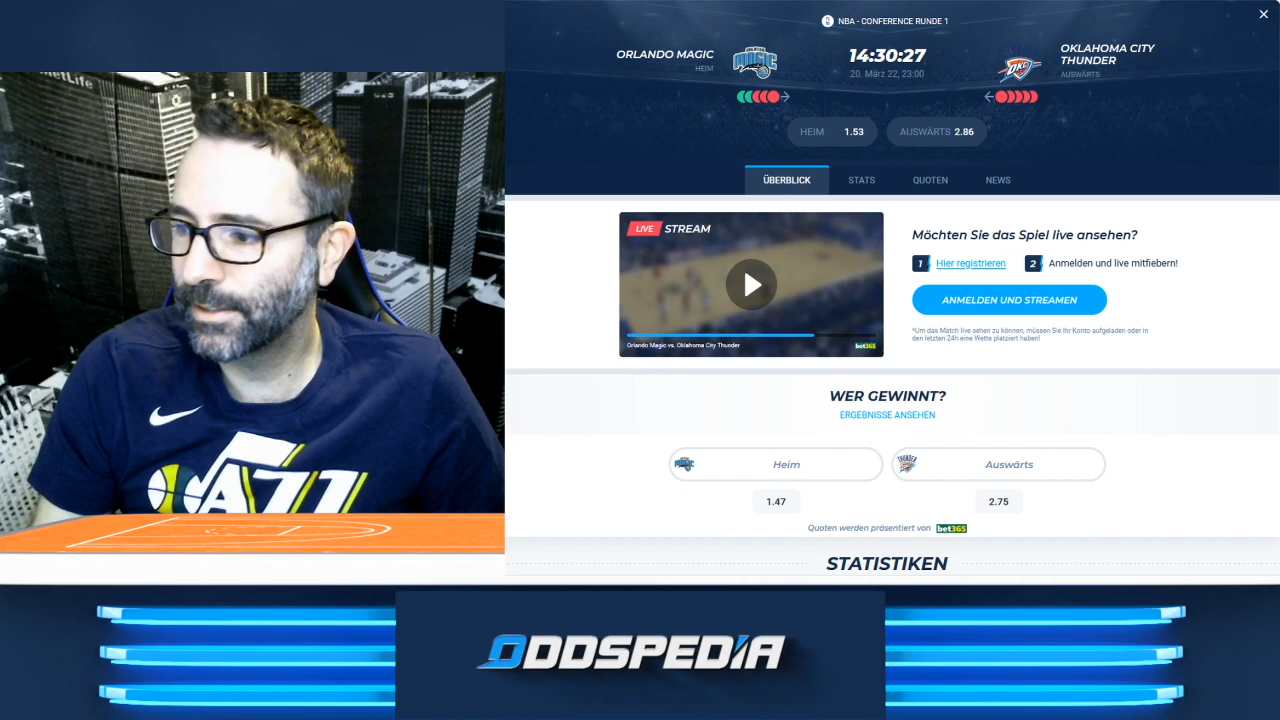 NBA - CONFERENCE RUNDE 1
ORLANDO MAGIC
HEIM
14:30:27
20. März 22, 23:00
OKLAHOMA CITY
THUNDER
AUSWÄRTS
HEIM 1.53
AUSWÄRTS 2.86
ÜBERBLICK STATS QUOTEN NEWS
LIVE STREAM
Orlando Magic vs. Oklahoma City Thunder bet365
Möchten Sie das Spiel live ansehen?
1 Hier registrieren 2 Anmelden und live mitfiebern!
ANMELDEN UND STREAMEN
*Um das Match live sehen zu können, müssen Sie Ihr Konto aufgeladen oder in
den letzten 24h eine Wette platziert haben!
WER GEWINNT?
ERGEBNISSE ANSEHEN
Heim Auswärts
1.47 2.75
Quoten werden präsentiert von bet365
STATISTIKEN
MetLife
JAZZ
ODDSPEDIA